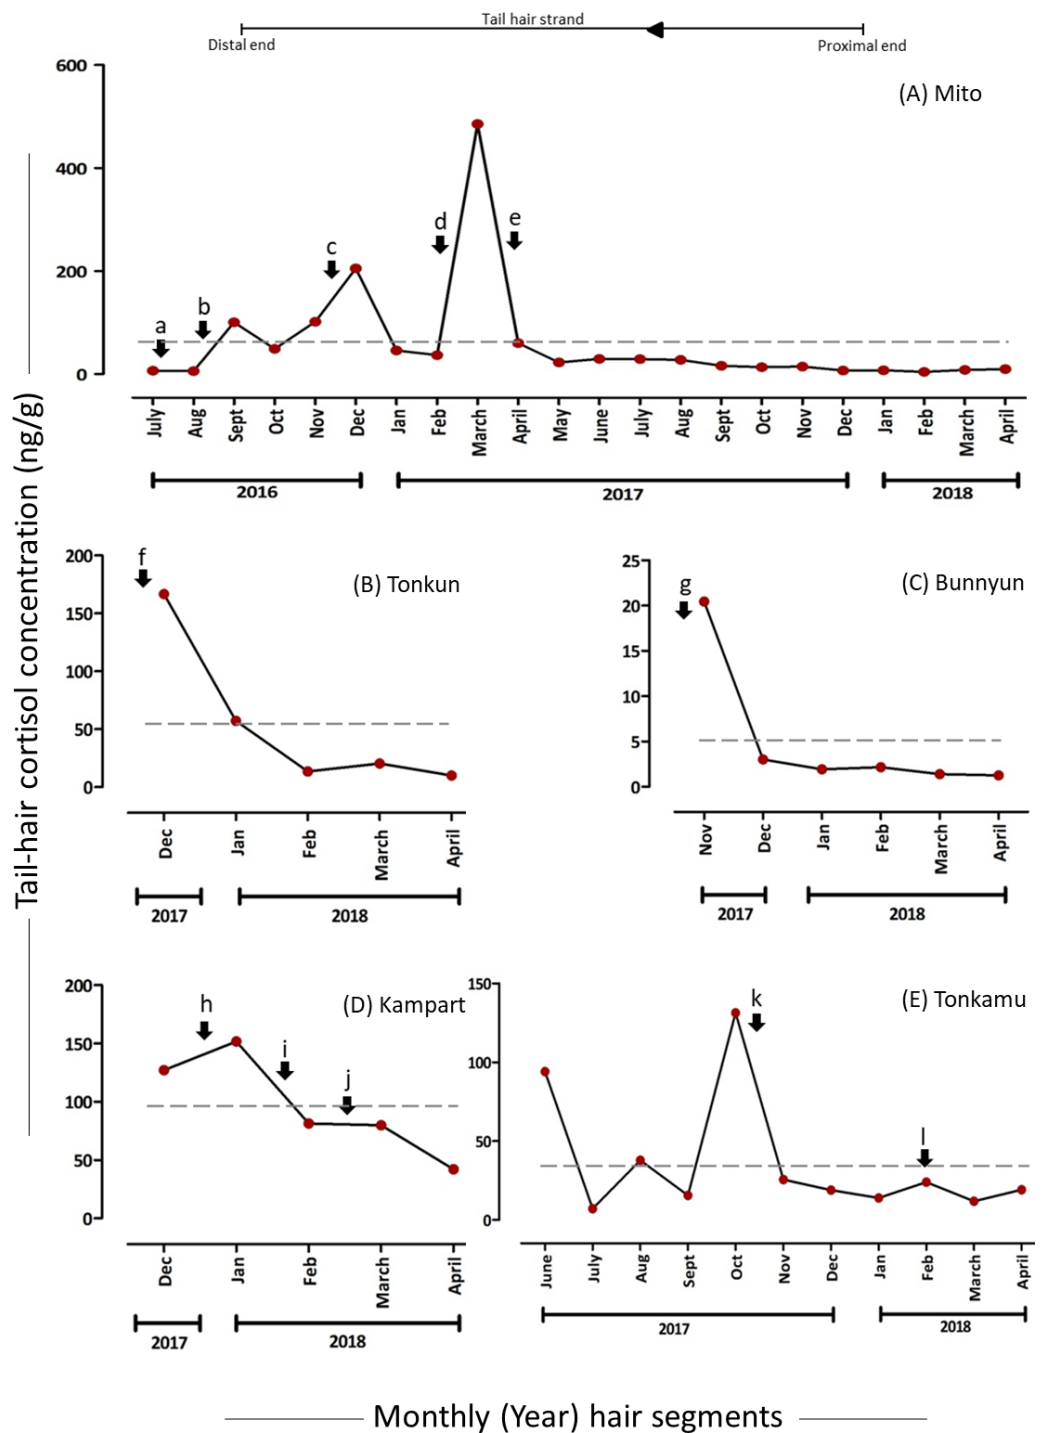 Tail hair strand
Distal end
Proximal end
(A) Mito
600
400
200
0
a
b
c
d
e
July Aug Sept Oct Nov Dec Jan Feb March April May June July Aug Sept Oct Nov Dec Jan Feb March April
2016 2017 2018
Tail-hair cortisol concentration (ng/g)
(B) Tonkun
200
150
100
50
0
f
Dec Jan Feb March April
2017 2018
(C) Bunnyun
25
20
15
10
5
0
g
Nov Dec Jan Feb March April
2017 2018
(D) Kampart
200
150
100
50
0
h
i
j
Dec Jan Feb March April
2017 2018
(E) Tonkamu
150
100
50
0
k
l
June July Aug Sept Oct Nov Dec Jan Feb March April
2017 2018
Monthly (Year) hair segments